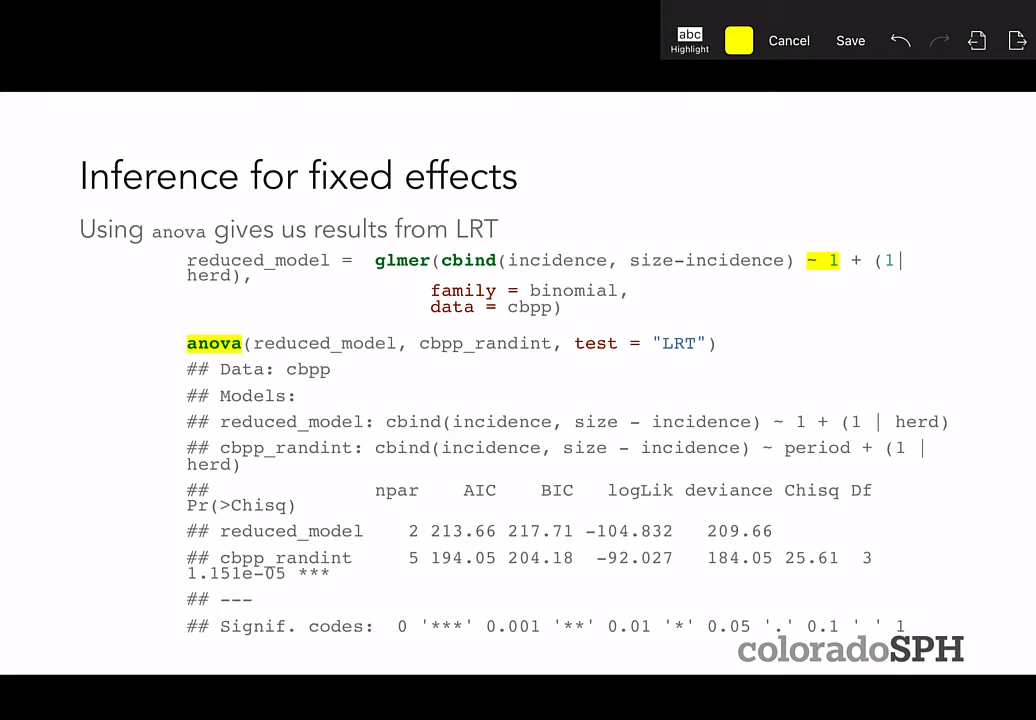 abc
Highlight
Cancel
Save
Inference for fixed effects
Using anova gives us results from LRT
reduced_model = glmer(cbind(incidence, size-incidence) ~ 1 + (1|
herd),
family = binomial,
data = cbpp)
anova(reduced_model, cbpp_randint, test = "LRT")
## Data: cbpp
## Models:
## reduced_model: cbind(incidence, size - incidence) ~ 1 + (1 | herd)
## cbpp_randint: cbind(incidence, size - incidence) ~ period + (1 |
herd)
## npar AIC BIC logLik deviance Chisq Df
Pr(>Chisq)
## reduced_model 2 213.66 217.71 -104.832 209.66
## cbpp_randint 5 194.05 204.18 -92.027 184.05 25.61 3
1.151e-05 ***
## ---
## Signif. codes: 0 '***' 0.001 '**' 0.01 '*' 0.05 '.' 0.1 ' ' 1
coloradoSPH